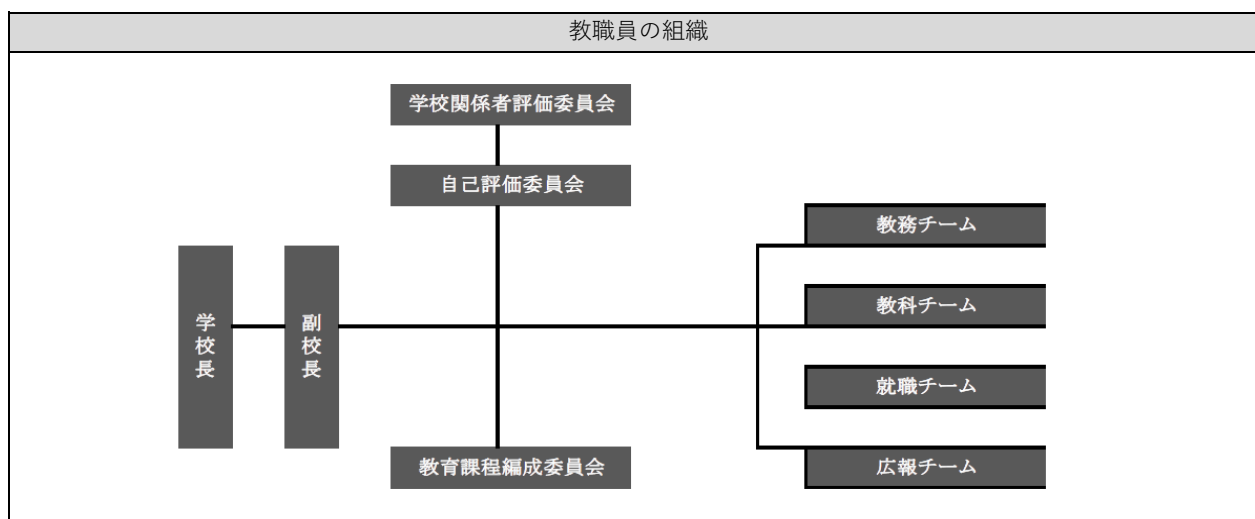 教職員の組織
学校関係者評価委員会
自己評価委員会
学校長
副校長
教務チーム
教科チーム
就職チーム
広報チーム
教育課程編成委員会